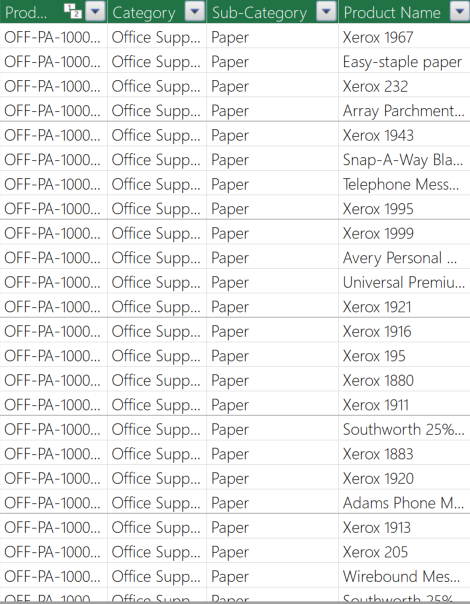 Prod... Category Sub-Category Product Name
OFF-PA-1000... Office Supp... Paper Xerox 1967
OFF-PA-1000... Office Supp... Paper Easy-staple paper
OFF-PA-1000... Office Supp... Paper Xerox 232
OFF-PA-1000... Office Supp... Paper Array Parchment...
OFF-PA-1000... Office Supp... Paper Xerox 1943
OFF-PA-1000... Office Supp... Paper Snap-A-Way Bla...
OFF-PA-1000... Office Supp... Paper Telephone Mess...
OFF-PA-1000... Office Supp... Paper Xerox 1995
OFF-PA-1000... Office Supp... Paper Xerox 1999
OFF-PA-1000... Office Supp... Paper Avery Personal ...
OFF-PA-1000... Office Supp... Paper Universal Premiu...
OFF-PA-1000... Office Supp... Paper Xerox 1921
OFF-PA-1000... Office Supp... Paper Xerox 1916
OFF-PA-1000... Office Supp... Paper Xerox 195
OFF-PA-1000... Office Supp... Paper Xerox 1880
OFF-PA-1000... Office Supp... Paper Xerox 1911
OFF-PA-1000... Office Supp... Paper Southworth 25%...
OFF-PA-1000... Office Supp... Paper Xerox 1883
OFF-PA-1000... Office Supp... Paper Xerox 1920
OFF-PA-1000... Office Supp... Paper Adams Phone M...
OFF-PA-1000... Office Supp... Paper Xerox 1913
OFF-PA-1000... Office Supp... Paper Xerox 205
OFF-PA-1000... Office Supp... Paper Wirebound Mes...
OFF-PA-1000... Office Supp... Paper Southworth 25%...